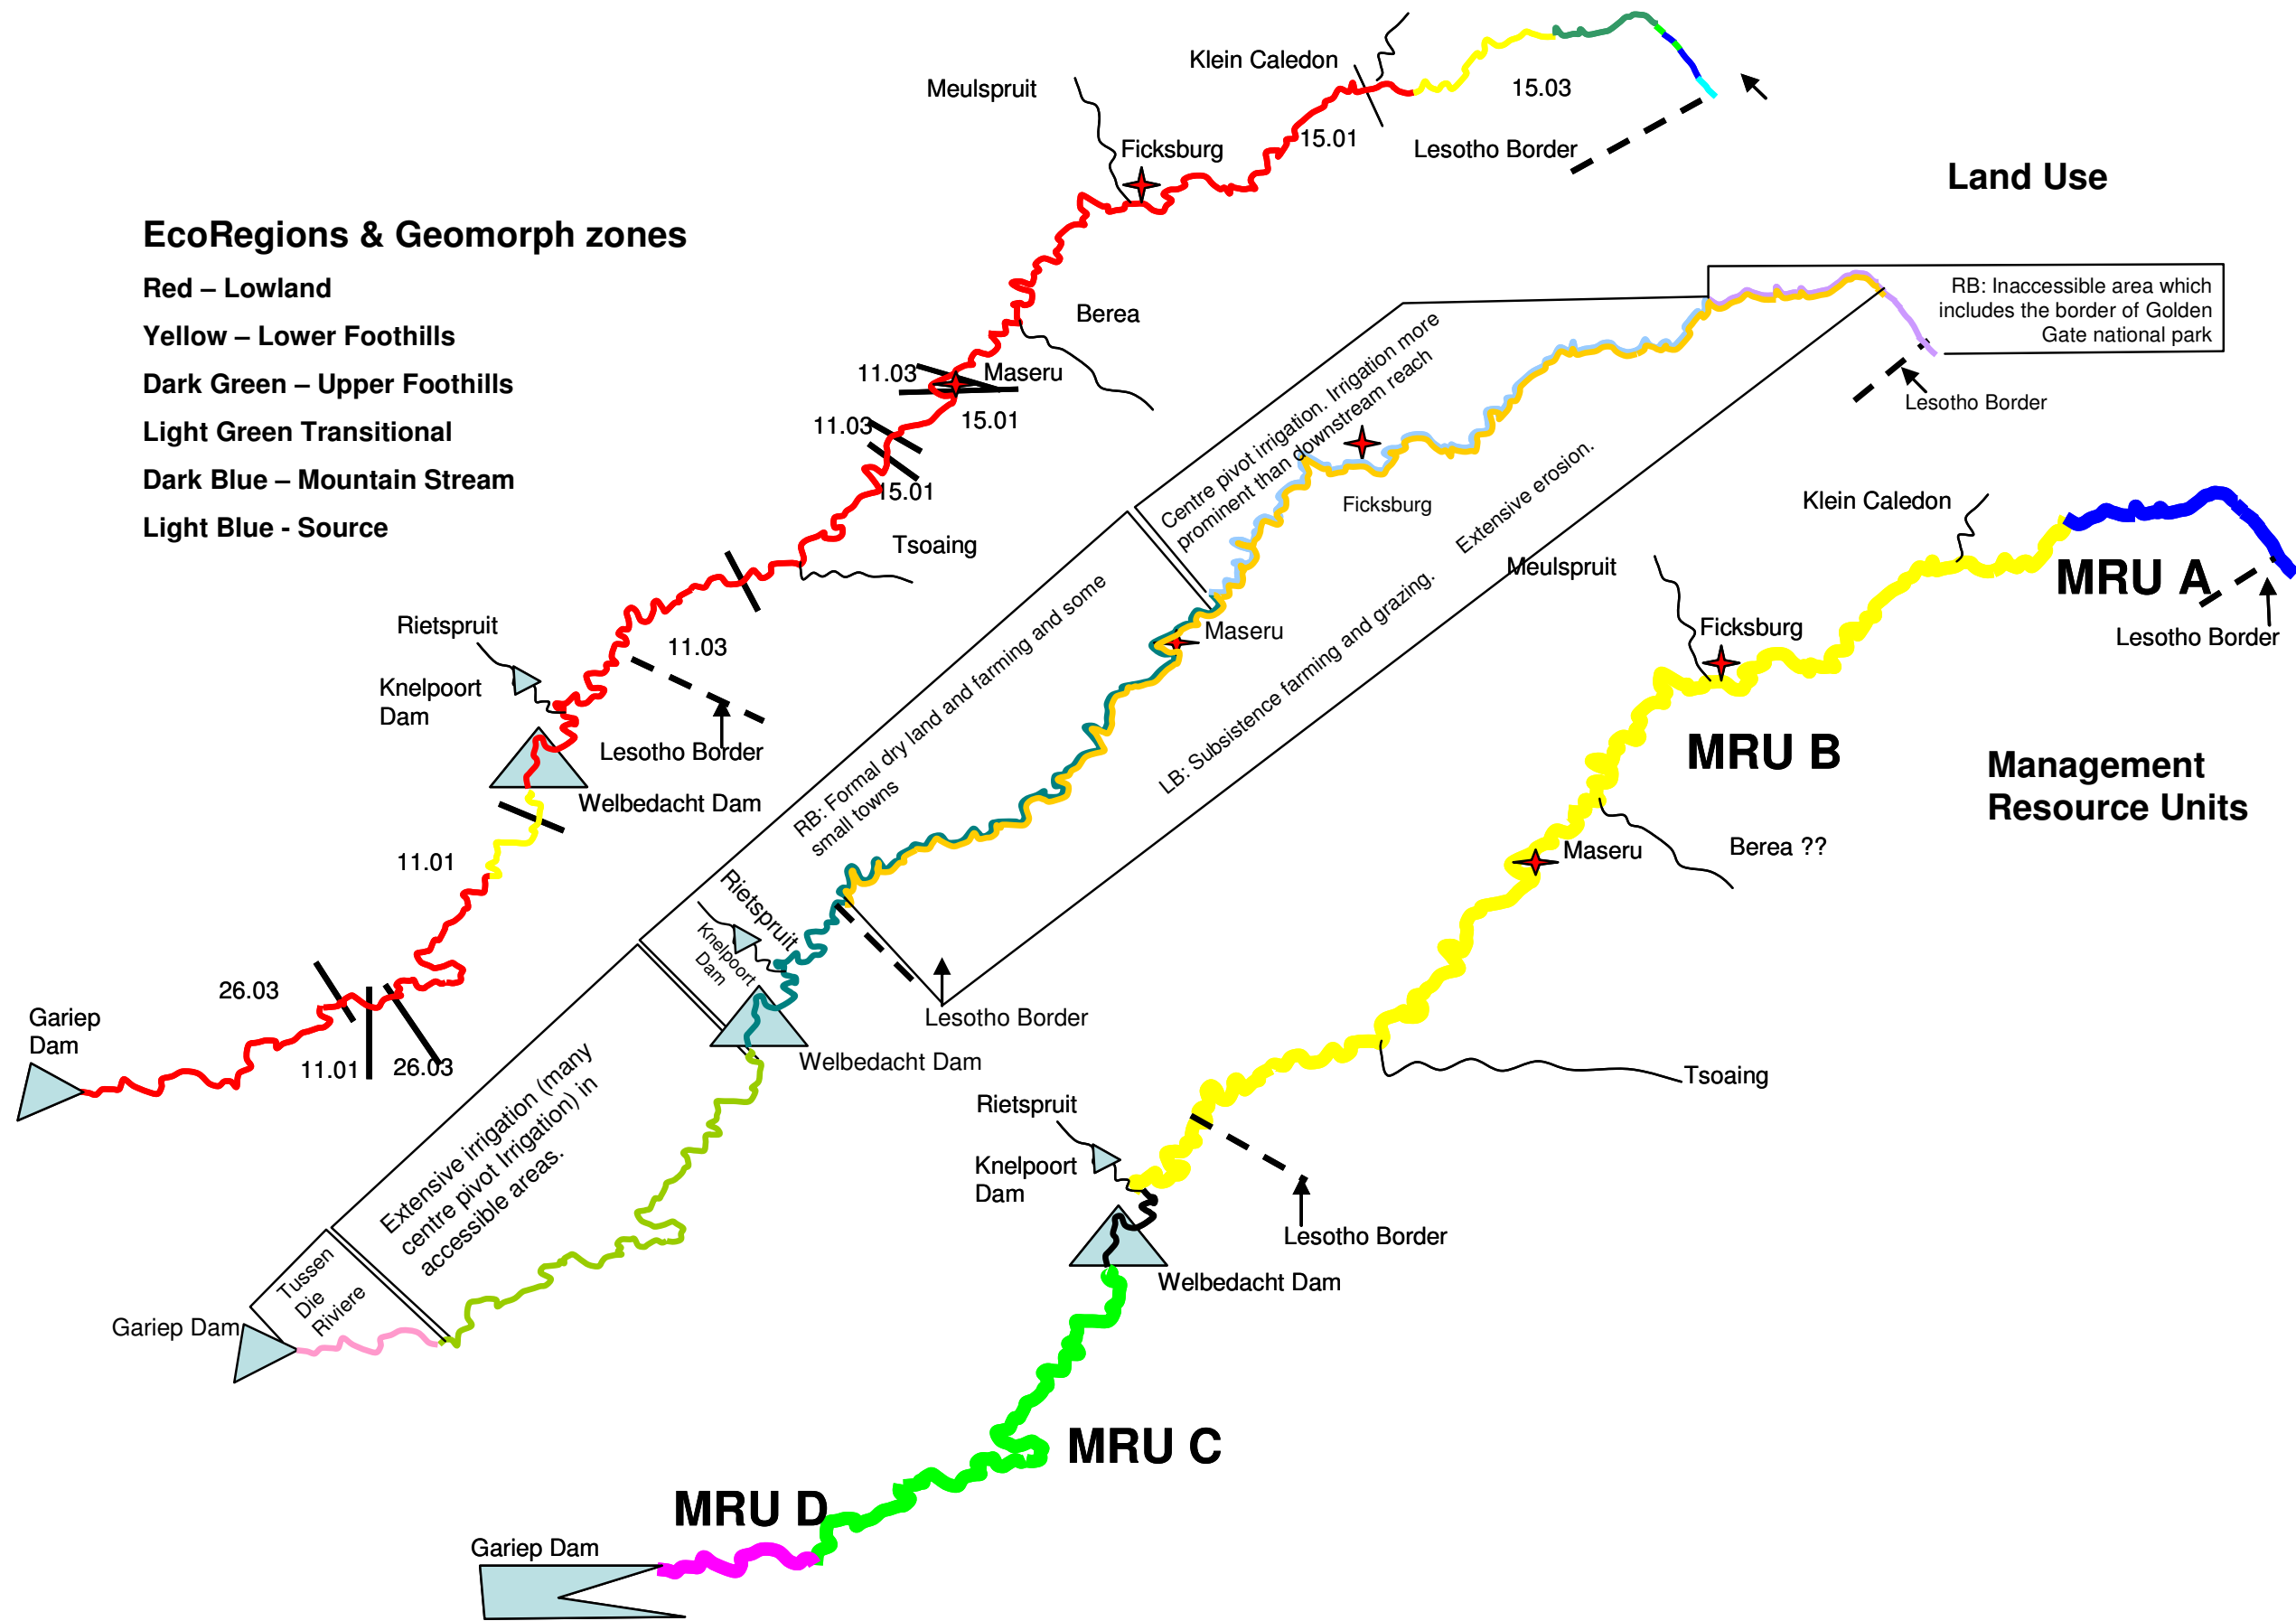 Klein Caledon
Meulspruit
15.03
15.01
Lesotho Border
Ficksburg
Land Use
EcoRegions & Geomorph zones
Red – Lowland
Yellow – Lower Foothills
Dark Green – Upper Foothills
Light Green Transitional
Dark Blue – Mountain Stream
Light Blue - Source
Berea
11.03
Maseru
11.03
15.01
15.01
Tsoaing
Rietspruit
11.03
Knelpoort
Dam
Lesotho Border
Welbedacht Dam
11.01
26.03
Gariep
Dam
11.01
26.03
RB: Inaccessible area which
includes the border of Golden
Gate national park
Lesotho Border
Centre pivot irrigation. Irrigation more
prominent than downstream reach
Ficksburg
Extensive erosion.
Maseru
LB: Subsistence farming and grazing.
RB: Formal dry land and farming and some
small towns
Rietspruit
Knelpoort
Dam
Lesotho Border
Welbedacht Dam
Extensive irrigation (many
centre pivot Irrigation) in
accessible areas.
Tussen
Die
Riviere
Gariep Dam
Klein Caledon
MRU A
Lesotho Border
Meulspruit
Ficksburg
MRU B
Management
Resource Units
Maseru
Berea ??
Tsoaing
Rietspruit
Knelpoort
Dam
Lesotho Border
Welbedacht Dam
MRU C
MRU D
Gariep Dam